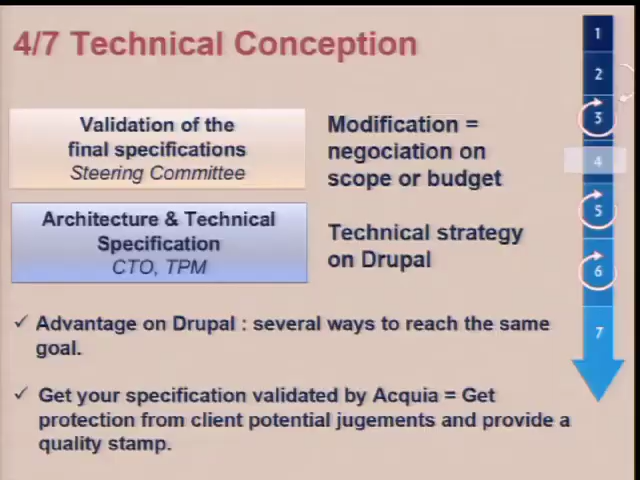 4/7 Technical Conception
Validation of the
final specifications
Steering Committee
Modification =
negociation on
scope or budget
Architecture & Technical
Specification
CTO, TPM
Technical strategy
on Drupal
✓ Advantage on Drupal : several ways to reach the same
goal.
✓ Get your specification validated by Acquia = Get
protection from client potential jugements and provide a
quality stamp.
1
2
3
4
5
6
7